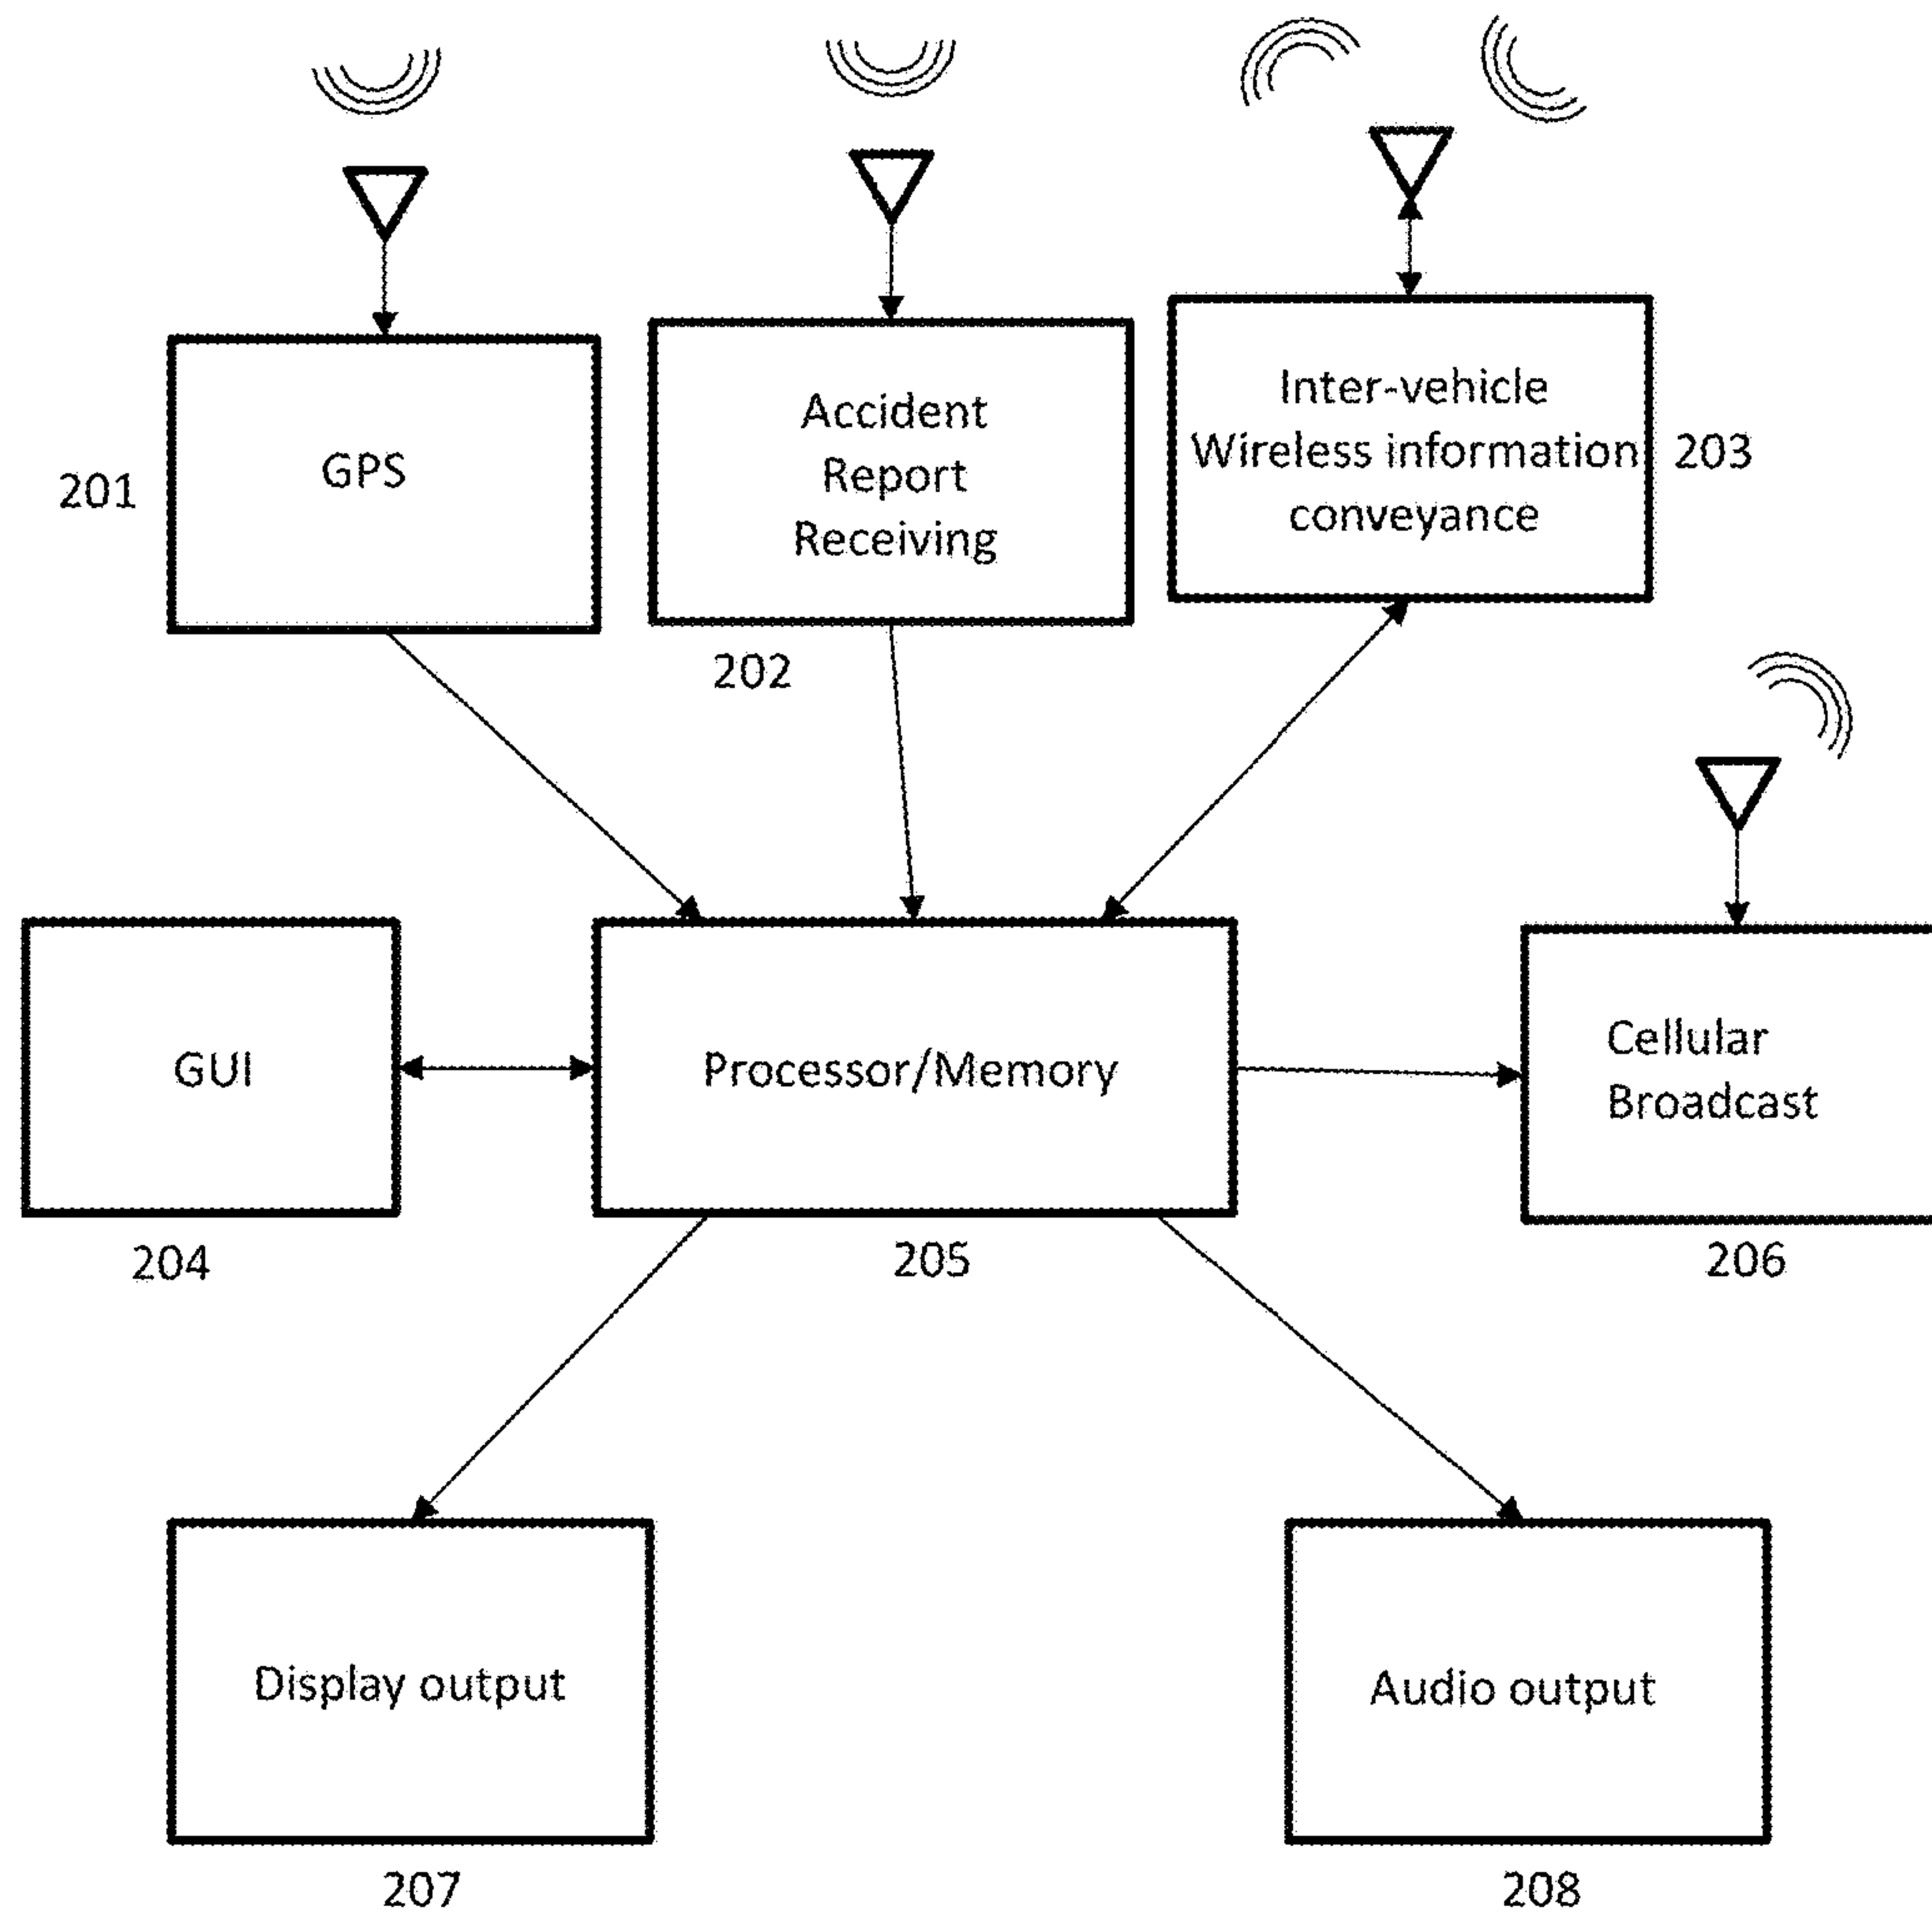 201
GPS
Accident
Report
Receiving
202
Inter-vehicle
Wireless information
conveyance
203
GUI
204
Processor/Memory
205
Cellular
Broadcast
206
Display output
207
Audio output
208